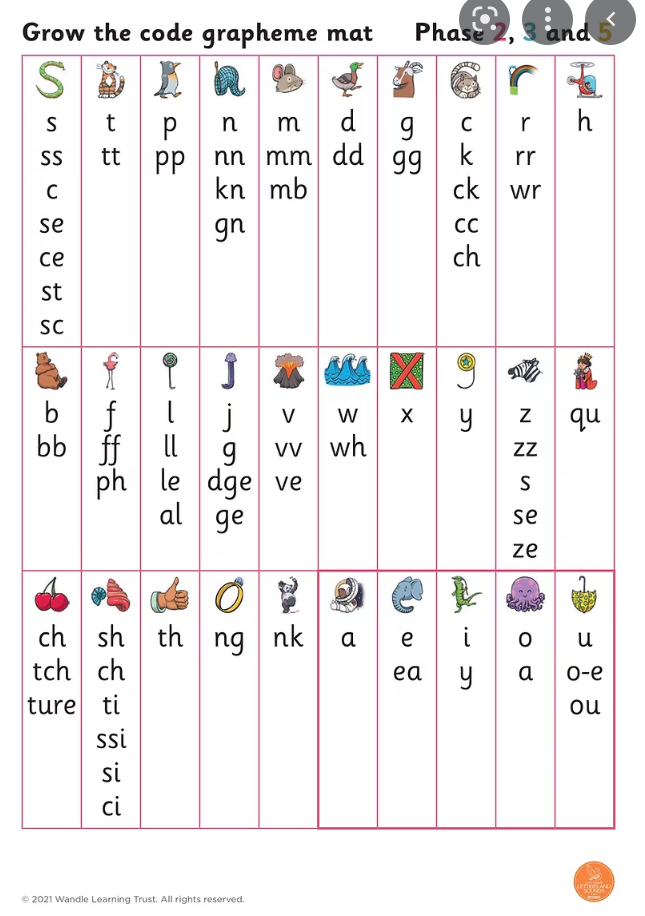 Grow the code grapheme mat Phase 2, 3 and 5
s t p n m d g c r h
ss tt pp nn mm dd gg k rr
c kn mb ck wr
se gn cc
ce ch
st
sc
b f l j v w x y z qu
bb ff ll g vv wh zz
ph le dge ve s
al ge se
ze
ch sh th ng nk a e i o u
tch ch ea y a o-e
ture ti ou
ssi
si
ci
© 2021 Wandle Learning Trust. All rights reserved.
LETTERS AND
SOUNDS